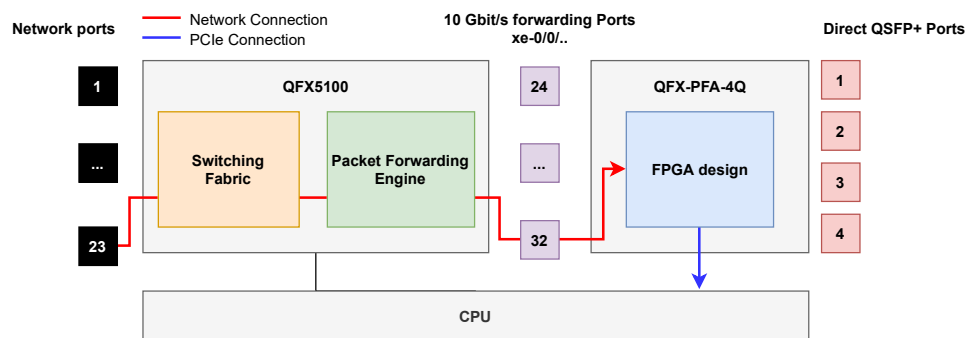 Network ports
Network Connection
PCIe Connection
10 Gbit/s forwarding Ports
xe-0/0/..
Direct QSFP+ Ports
1
...
23
QFX5100
Switching
Fabric
Packet Forwarding
Engine
24
...
32
QFX-PFA-4Q
FPGA design
1
2
3
4
CPU